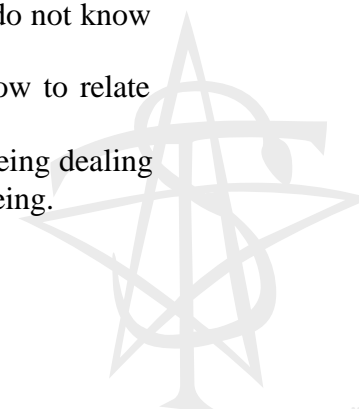 do not know
ow to relate
eing dealing
eing.